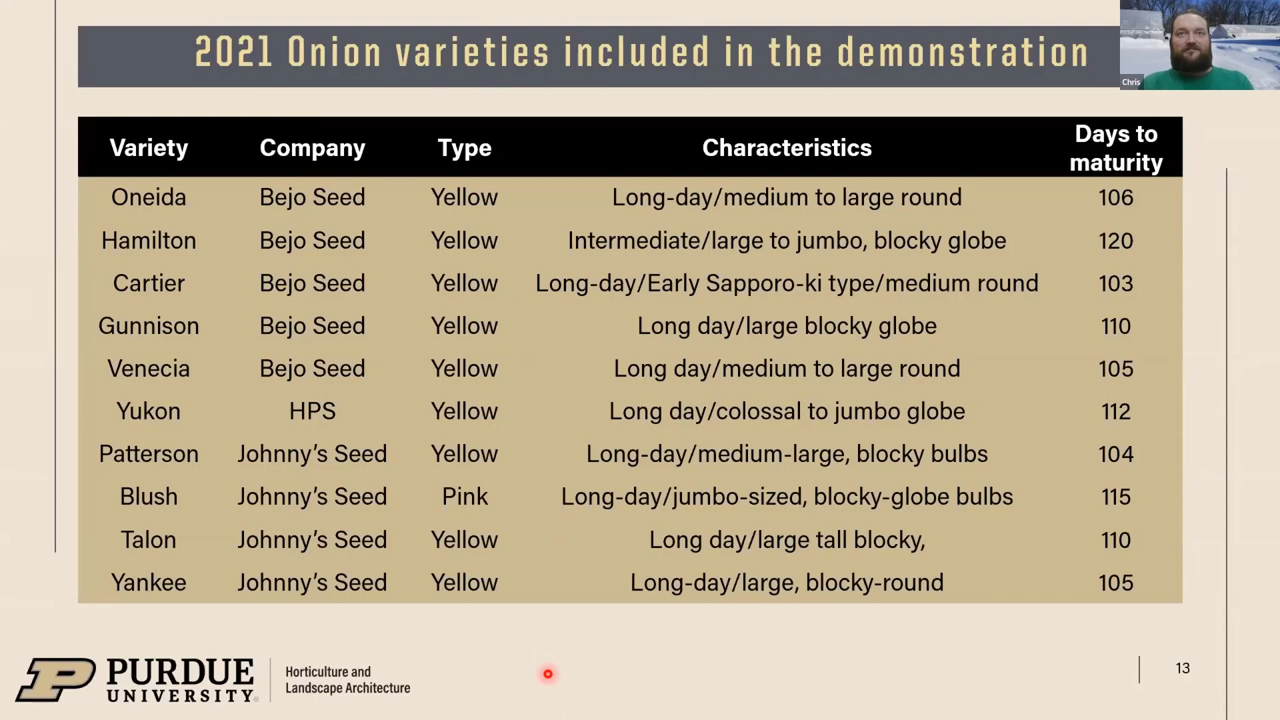 2021 Onion varieties included in the demonstration
Chris
Variety Company Type Characteristics Days to maturity
Oneida Bejo Seed Yellow Long-day/medium to large round 106
Hamilton Bejo Seed Yellow Intermediate/large to jumbo, blocky globe 120
Cartier Bejo Seed Yellow Long-day/Early Sapporo-ki type/medium round 103
Gunnison Bejo Seed Yellow Long day/large blocky globe 110
Venecia Bejo Seed Yellow Long day/medium to large round 105
Yukon HPS Yellow Long day/colossal to jumbo globe 112
Patterson Johnny’s Seed Yellow Long-day/medium-large, blocky bulbs 104
Blush Johnny’s Seed Pink Long-day/jumbo-sized, blocky-globe bulbs 115
Talon Johnny’s Seed Yellow Long day/large tall blocky, 110
Yankee Johnny’s Seed Yellow Long-day/large, blocky-round 105
P PURDUE
UNIVERSITY®
Horticulture and
Landscape Architecture
13